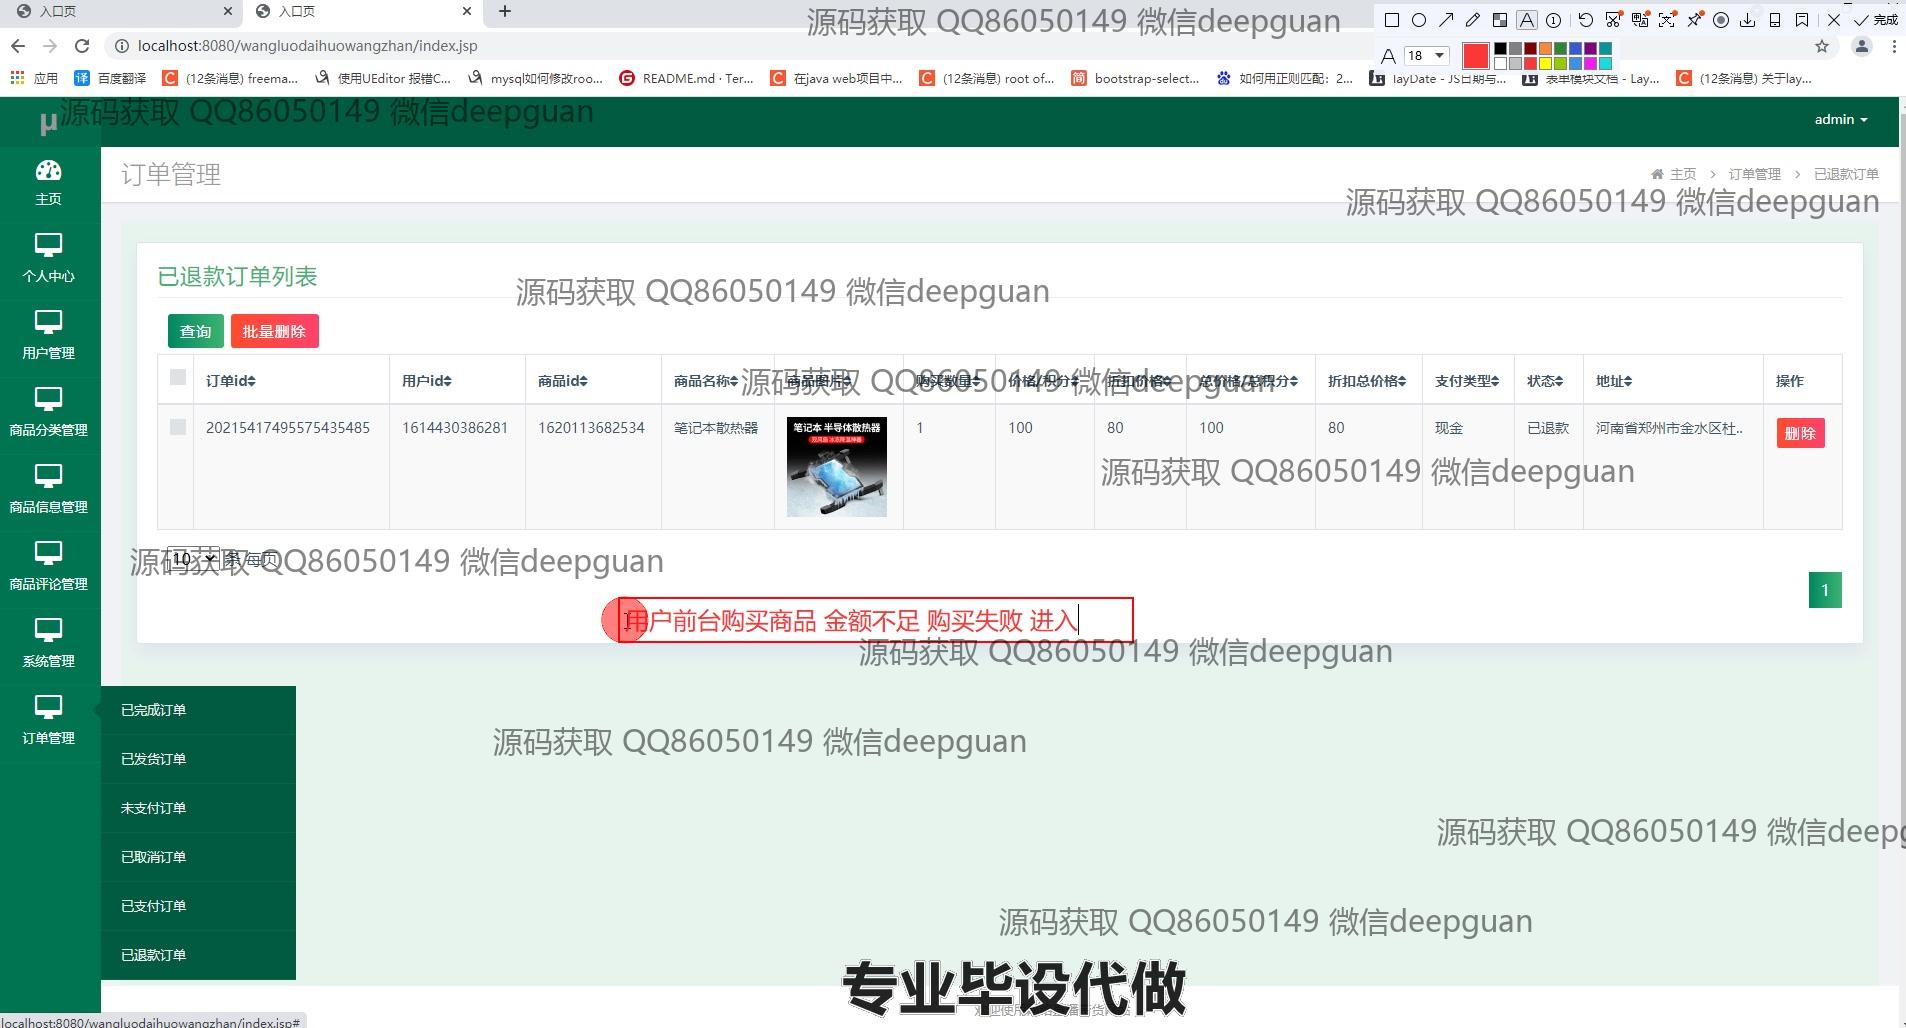 入口页
入口页
源码获取 QQ86050149 微信deepguan
完成
localhost:8080/wangluodaihuowangzhan/index.jsp
A 18
应用
百度翻译
(12条消息) freema...
使用UEditor 报错C...
mysql如何修改roo...
README.md · Ter...
在java web项目中...
(12条消息) root of...
bootstrap-select...
如何用正则匹配：2...
layDate - JS日期与...
表单模块文档 - Lay...
(12条消息) 关于lay...
μ
源码获取 QQ86050149 微信deepguan
admin
主页
个人中心
用户管理
商品分类管理
商品信息管理
商品评论管理
系统管理
订单管理
订单管理
主页 > 订单管理 > 已退款订单
源码获取 QQ86050149 微信deepguan
已退款订单列表
源码获取 QQ86050149 微信deepguan
查询 批量删除
订单id 用户id 商品id 商品名称 商品图片 购买数量 价格/积分 折扣价格 总价格/总积分 折扣总价格 支付类型 状态 地址 操作
源码获取 QQ86050149 微信deepguan
20215417495575435485 1614430386281 1620113682534 笔记本散热器 1 100 80 100 80 现金 已退款 河南省郑州市金水区杜.. 删除
笔记本 半导体散热器
源码获取 QQ86050149 微信deepguan
10 条 每页
源码获取 QQ86050149 微信deepguan
1
用户前台购买商品 金额不足 购买失败 进入
源码获取 QQ86050149 微信deepguan
已完成订单
已发货订单
未支付订单
已取消订单
已支付订单
已退款订单
源码获取 QQ86050149 微信deepguan
源码获取 QQ86050149 微信deepg
源码获取 QQ86050149 微信deepguan
专业毕设代做
localhost:8080/wangluodaihuowangzhan/index.jsp#